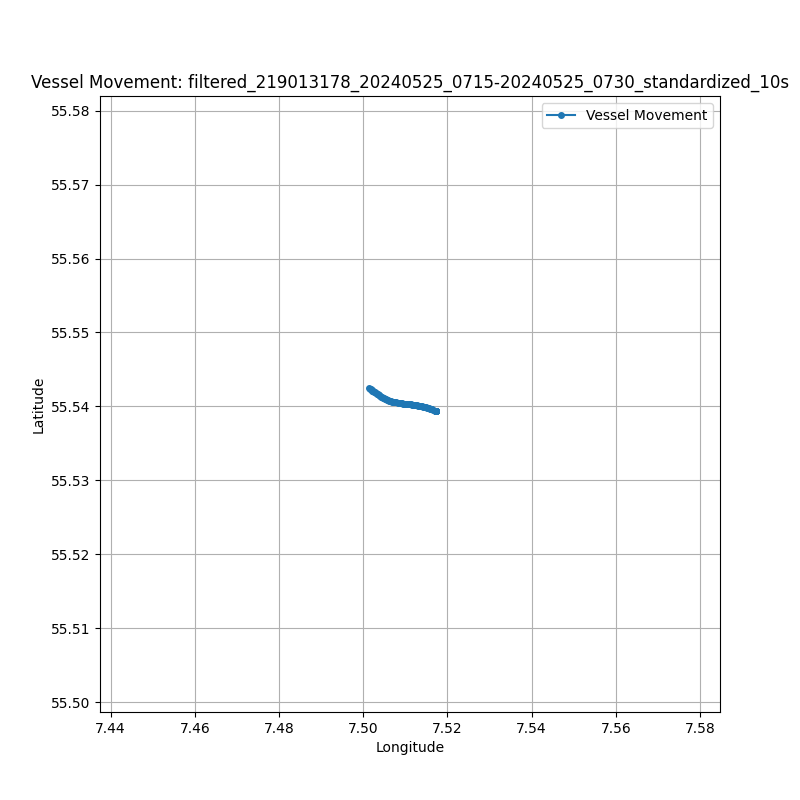 Vessel Movement: filtered_219013178_20240525_0715-20240525_0730_standardized_10s
Vessel Movement
55.58
55.57
55.56
55.55
55.54
55.53
55.52
55.51
55.50
Latitude
7.44 7.46 7.48 7.50 7.52 7.54 7.56 7.58
Longitude